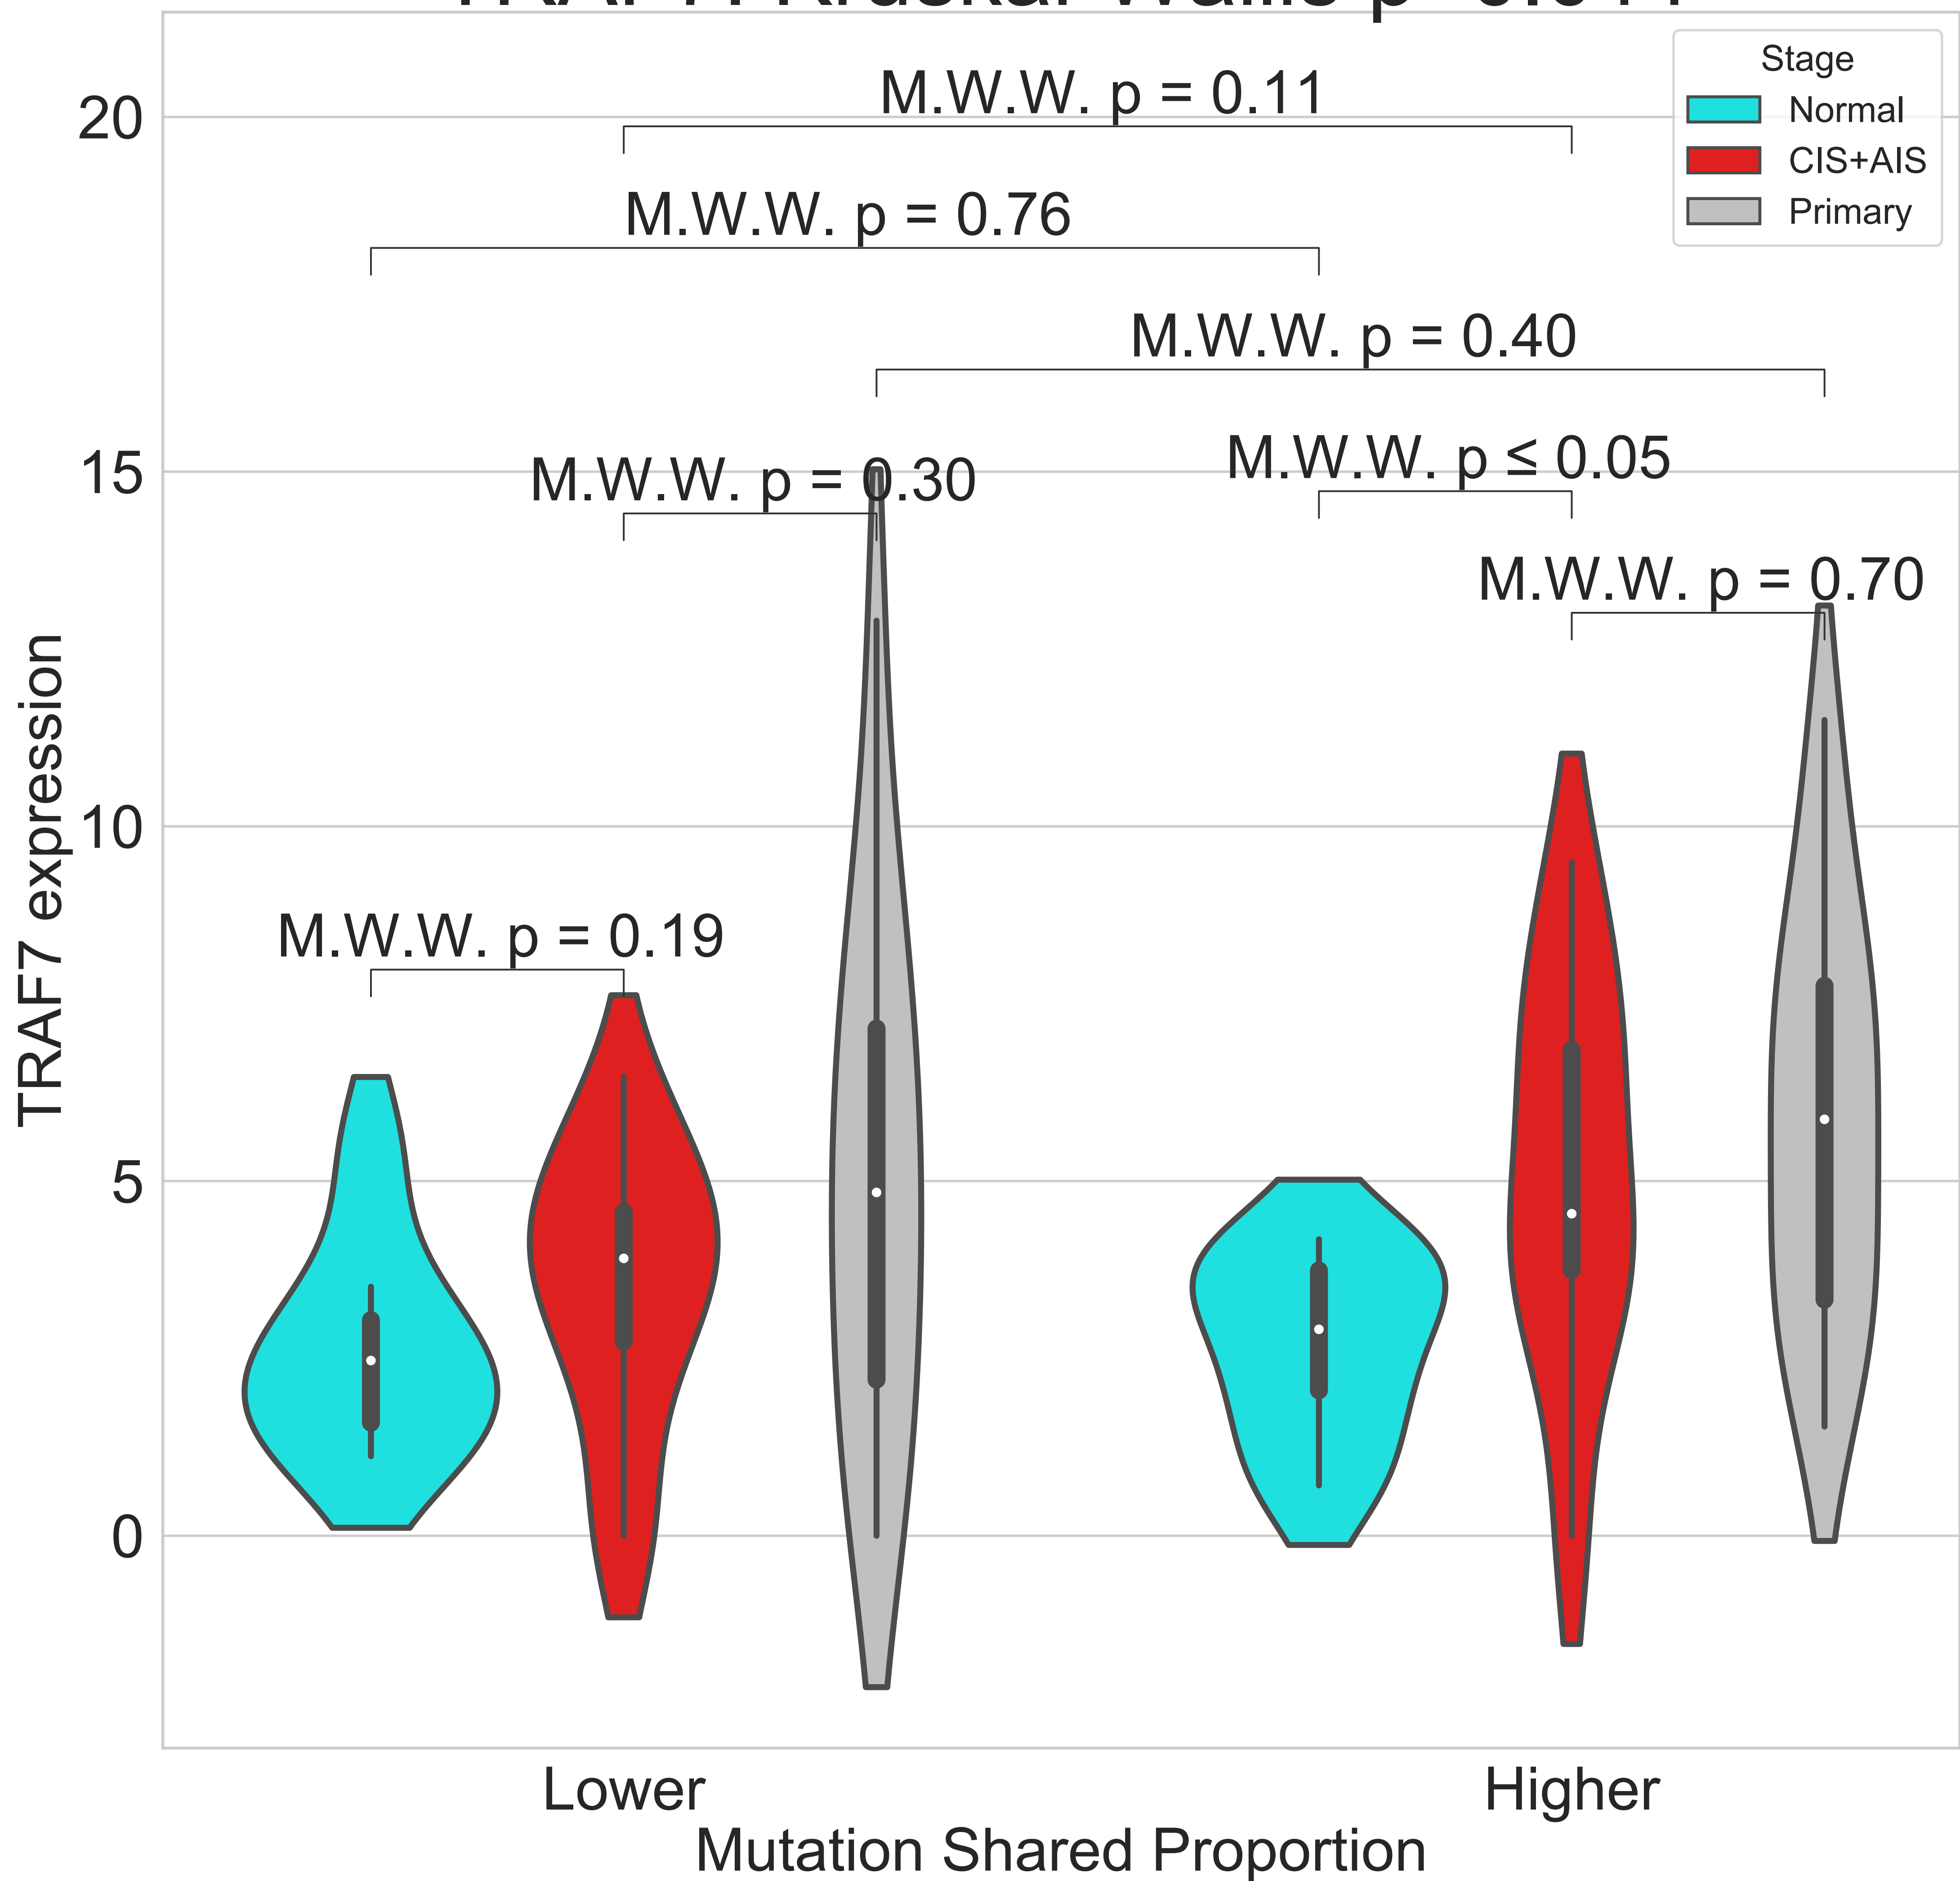 Stage
Normal
CIS+AIS
Primary
M.W.W. p = 0.11
M.W.W. p = 0.76
M.W.W. p = 0.40
M.W.W. p = 0.30
M.W.W. p ≤ 0.05
M.W.W. p = 0.70
M.W.W. p = 0.19
20
15
10
5
0
TRAF7 expression
Lower
Higher
Mutation Shared Proportion